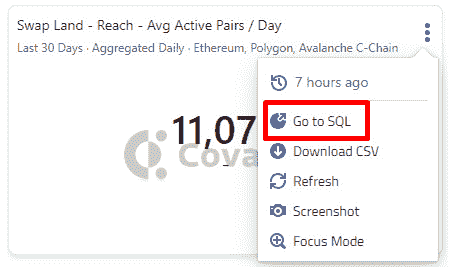 Swap Land - Reach - Avg Active Pairs / Day
Last 30 Days · Aggregated Daily · Ethereum, Polygon, Avalanche C-Chain
7 hours ago
Go to SQL
11,07
Download CSV
Refresh
Screenshot
Focus Mode